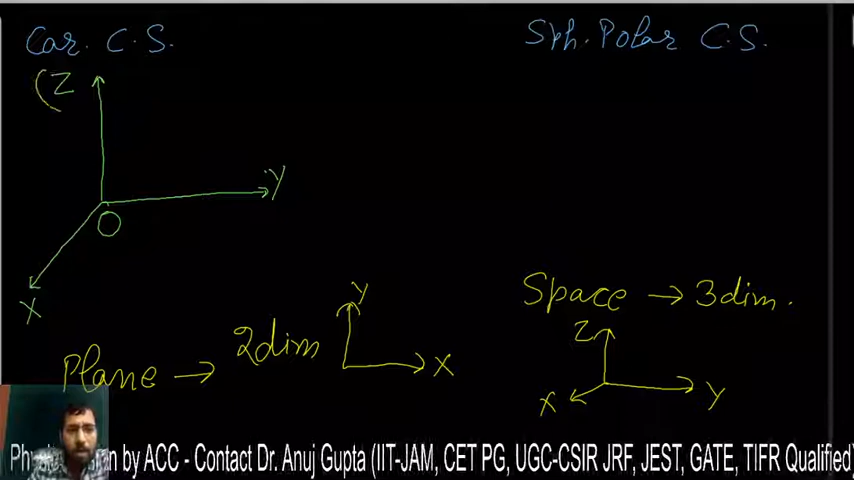 Car. C.S.
Sph. Polar C.S.
(Z
Y
O
X
Space → 3dim.
Z
X
Y
Plane → 2dim
Y
X
by ACC - Contact Dr. Anuj Gupta (IIT-JAM, CET PG, UGC-CSIR JRF, JEST, GATE, TIFR Qualified)